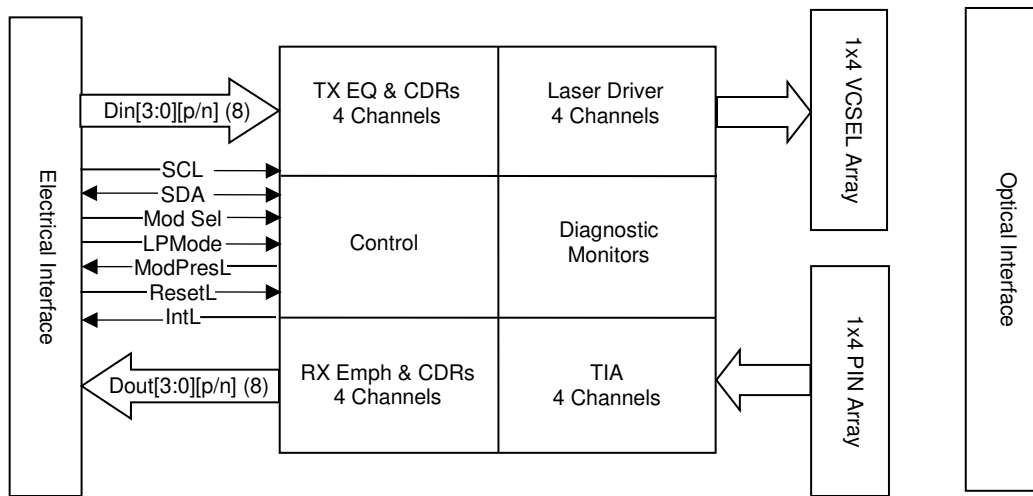 Electrical Interface
Din[3:0][p/n] (8)
SCL
SDA
Mod Sel
LPMode
ModPresL
ResetL
IntL
Dout[3:0][p/n] (8)
TX EQ & CDRs
4 Channels
Laser Driver
4 Channels
Control
Diagnostic
Monitors
RX Emph & CDRs
4 Channels
TIA
4 Channels
1x4 VCSEL Array
1x4 PIN Array
Optical Interface